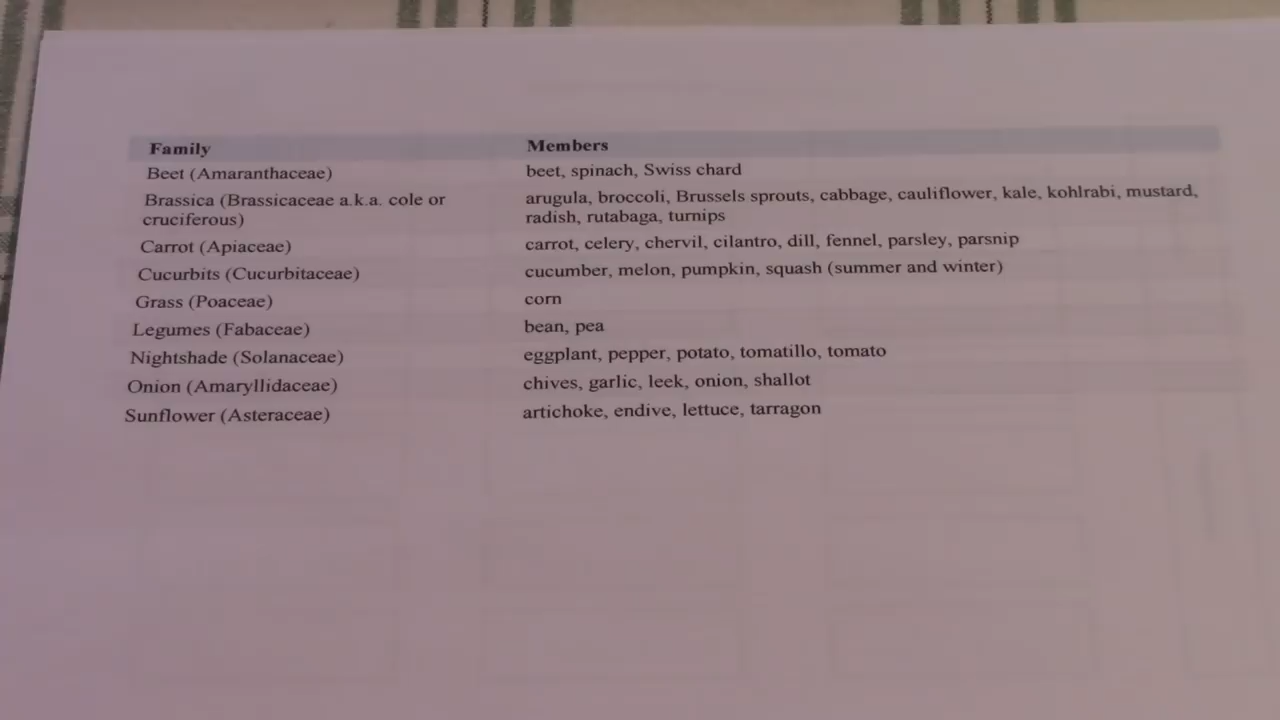 Family Members
Beet (Amaranthaceae) beet, spinach, Swiss chard
Brassica (Brassicaceae a.k.a. cole or arugula, broccoli, Brussels sprouts, cabbage, cauliflower, kale, kohlrabi, mustard,
cruciferous) radish, rutabaga, turnips
Carrot (Apiaceae) carrot, celery, chervil, cilantro, dill, fennel, parsley, parsnip
Cucurbits (Cucurbitaceae) cucumber, melon, pumpkin, squash (summer and winter)
Grass (Poaceae) corn
Legumes (Fabaceae) bean, pea
Nightshade (Solanaceae) eggplant, pepper, potato, tomatillo, tomato
Onion (Amaryllidaceae) chives, garlic, leek, onion, shallot
Sunflower (Asteraceae) artichoke, endive, lettuce, tarragon